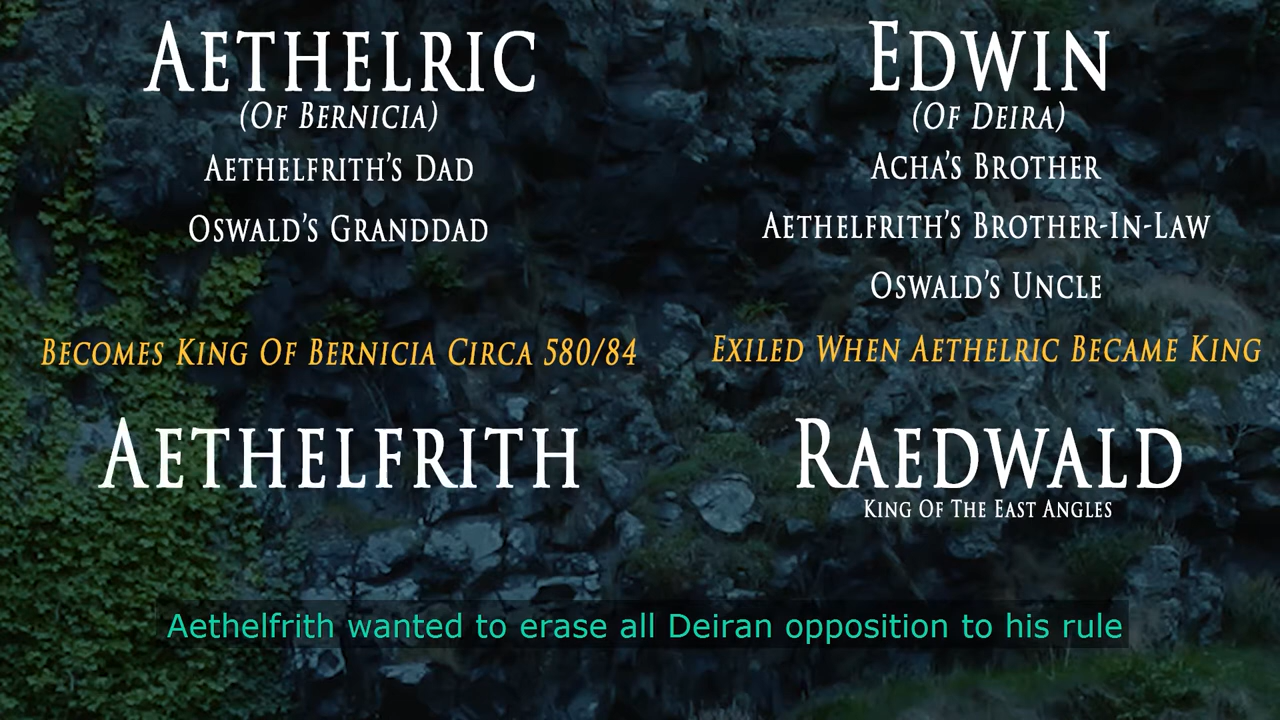 Aethelric
(Of Bernicia)
Aethelfrith's Dad
Oswald's Granddad
Becomes King Of Bernicia Circa 580/84
Edwin
(Of Deira)
Acha's Brother
Aethelfrith's Brother-In-Law
Oswald's Uncle
Exiled When Aethelric Became King
Aethelfrith
Raedwald
King Of The East Angles
Aethelfrith wanted to erase all Deiran opposition to his rule